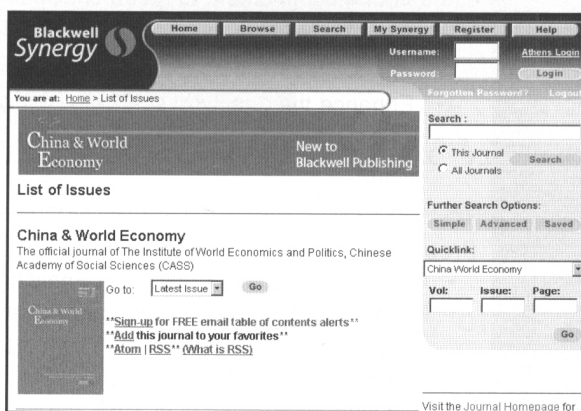 Blackwell
Synergy
Home
Browse
Search
My Synergy
Register
Help
Username:
Athens Login
Password:
Login
Forgotten Password?
Logout
You are at: Home > List of Issues
China & World
Economy
New to
Blackwell Publishing
List of Issues
China & World Economy
The official journal of The Institute of World Economics and Politics, Chinese
Academy of Social Sciences (CASS)
China & World
Economy
Go to:
Latest Issue
Go
**Sign-up for FREE email table of contents alerts**
**Add this journal to your favorites**
**Atom | RSS** (What is RSS)
Search :
This Journal
All Journals
Search
Further Search Options:
Simple
Advanced
Saved
Quicklink:
China World Economy
Vol:
Issue:
Page:
Go
Visit the Journal Homepage for